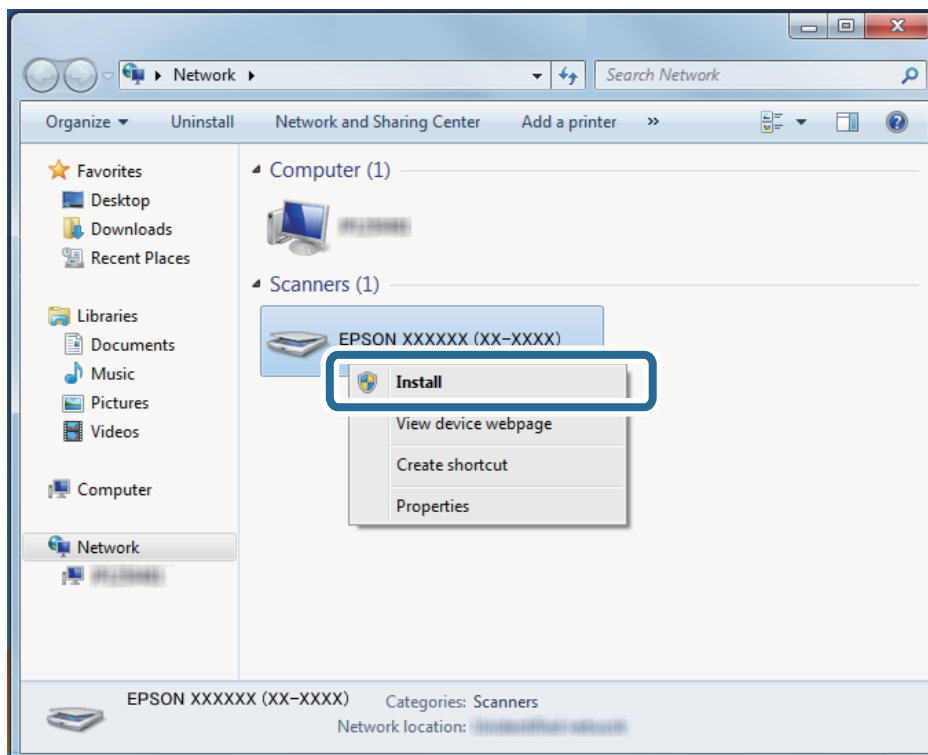 Network
Search Network
Organize
Uninstall
Network and Sharing Center
Add a printer
»
Favorites
Desktop
Downloads
Recent Places
Libraries
Documents
Music
Pictures
Videos
Computer
Network
Computer (1)
Scanners (1)
EPSON XXXXXX (XX-XXXX)
Install
View device webpage
Create shortcut
Properties
EPSON XXXXXX (XX-XXXX) Categories: Scanners
Network location: